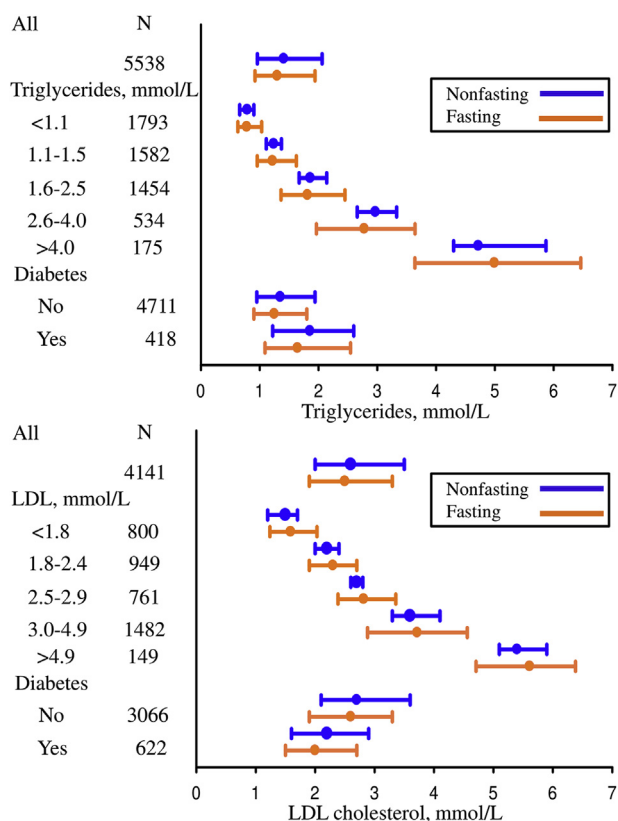 All N
5538
Triglycerides, mmol/L
<1.1 1793
1.1-1.5 1582
1.6-2.5 1454
2.6-4.0 534
>4.0 175
Diabetes
No 4711
Yes 418
Nonfasting
Fasting
0 1 2 3 4 5 6 7
Triglycerides, mmol/L
All N
4141
LDL, mmol/L
<1.8 800
1.8-2.4 949
2.5-2.9 761
3.0-4.9 1482
>4.9 149
Diabetes
No 3066
Yes 622
Nonfasting
Fasting
0 1 2 3 4 5 6 7
LDL cholesterol, mmol/L